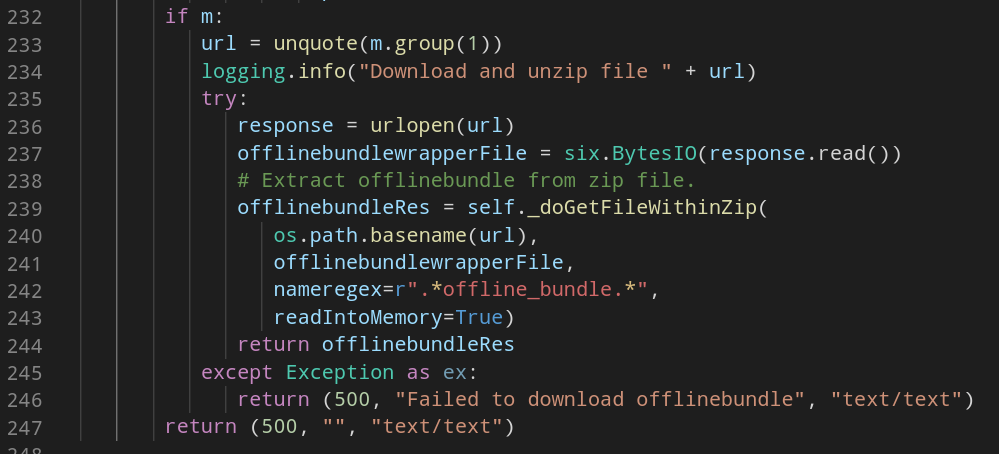 232 if m:
233 url = unquote(m.group(1))
234 logging.info("Download and unzip file " + url)
235 try:
236 response = urlopen(url)
237 offlinebundlewrapperFile = six.BytesIO(response.read())
238 # Extract offlinebundle from zip file.
239 offlinebundleRes = self._doGetFileWithinZip(
240 os.path.basename(url),
241 offlinebundlewrapperFile,
242 nameregex=r".*offline_bundle.*",
243 readIntoMemory=True)
244 return offlinebundleRes
245 except Exception as ex:
246 return (500, "Failed to download offlinebundle", "text/text")
247 return (500, "", "text/text")